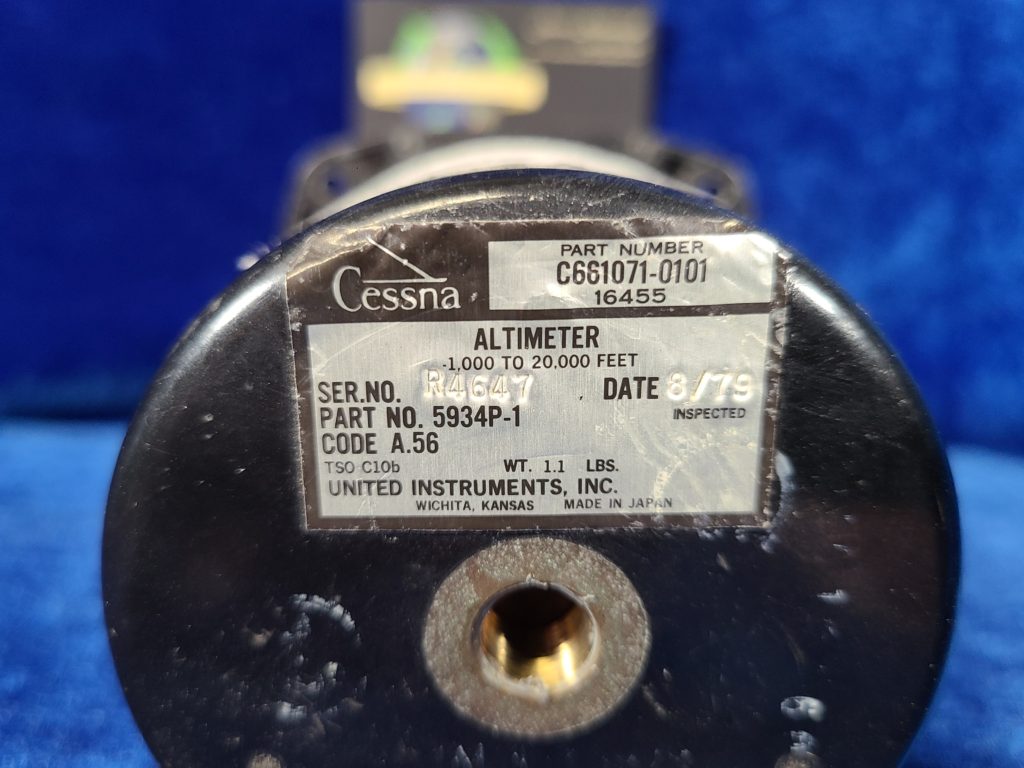 Cessna
PART NUMBER
C661071-0101
16455
ALTIMETER
-1,000 TO 20,000 FEET
SER.NO. R4647 DATE 8/79
INSPECTED
PART NO. 5934P-1
CODE A.56
TSO C10b WT. 1.1 LBS.
UNITED INSTRUMENTS, INC.
WICHITA, KANSAS MADE IN JAPAN